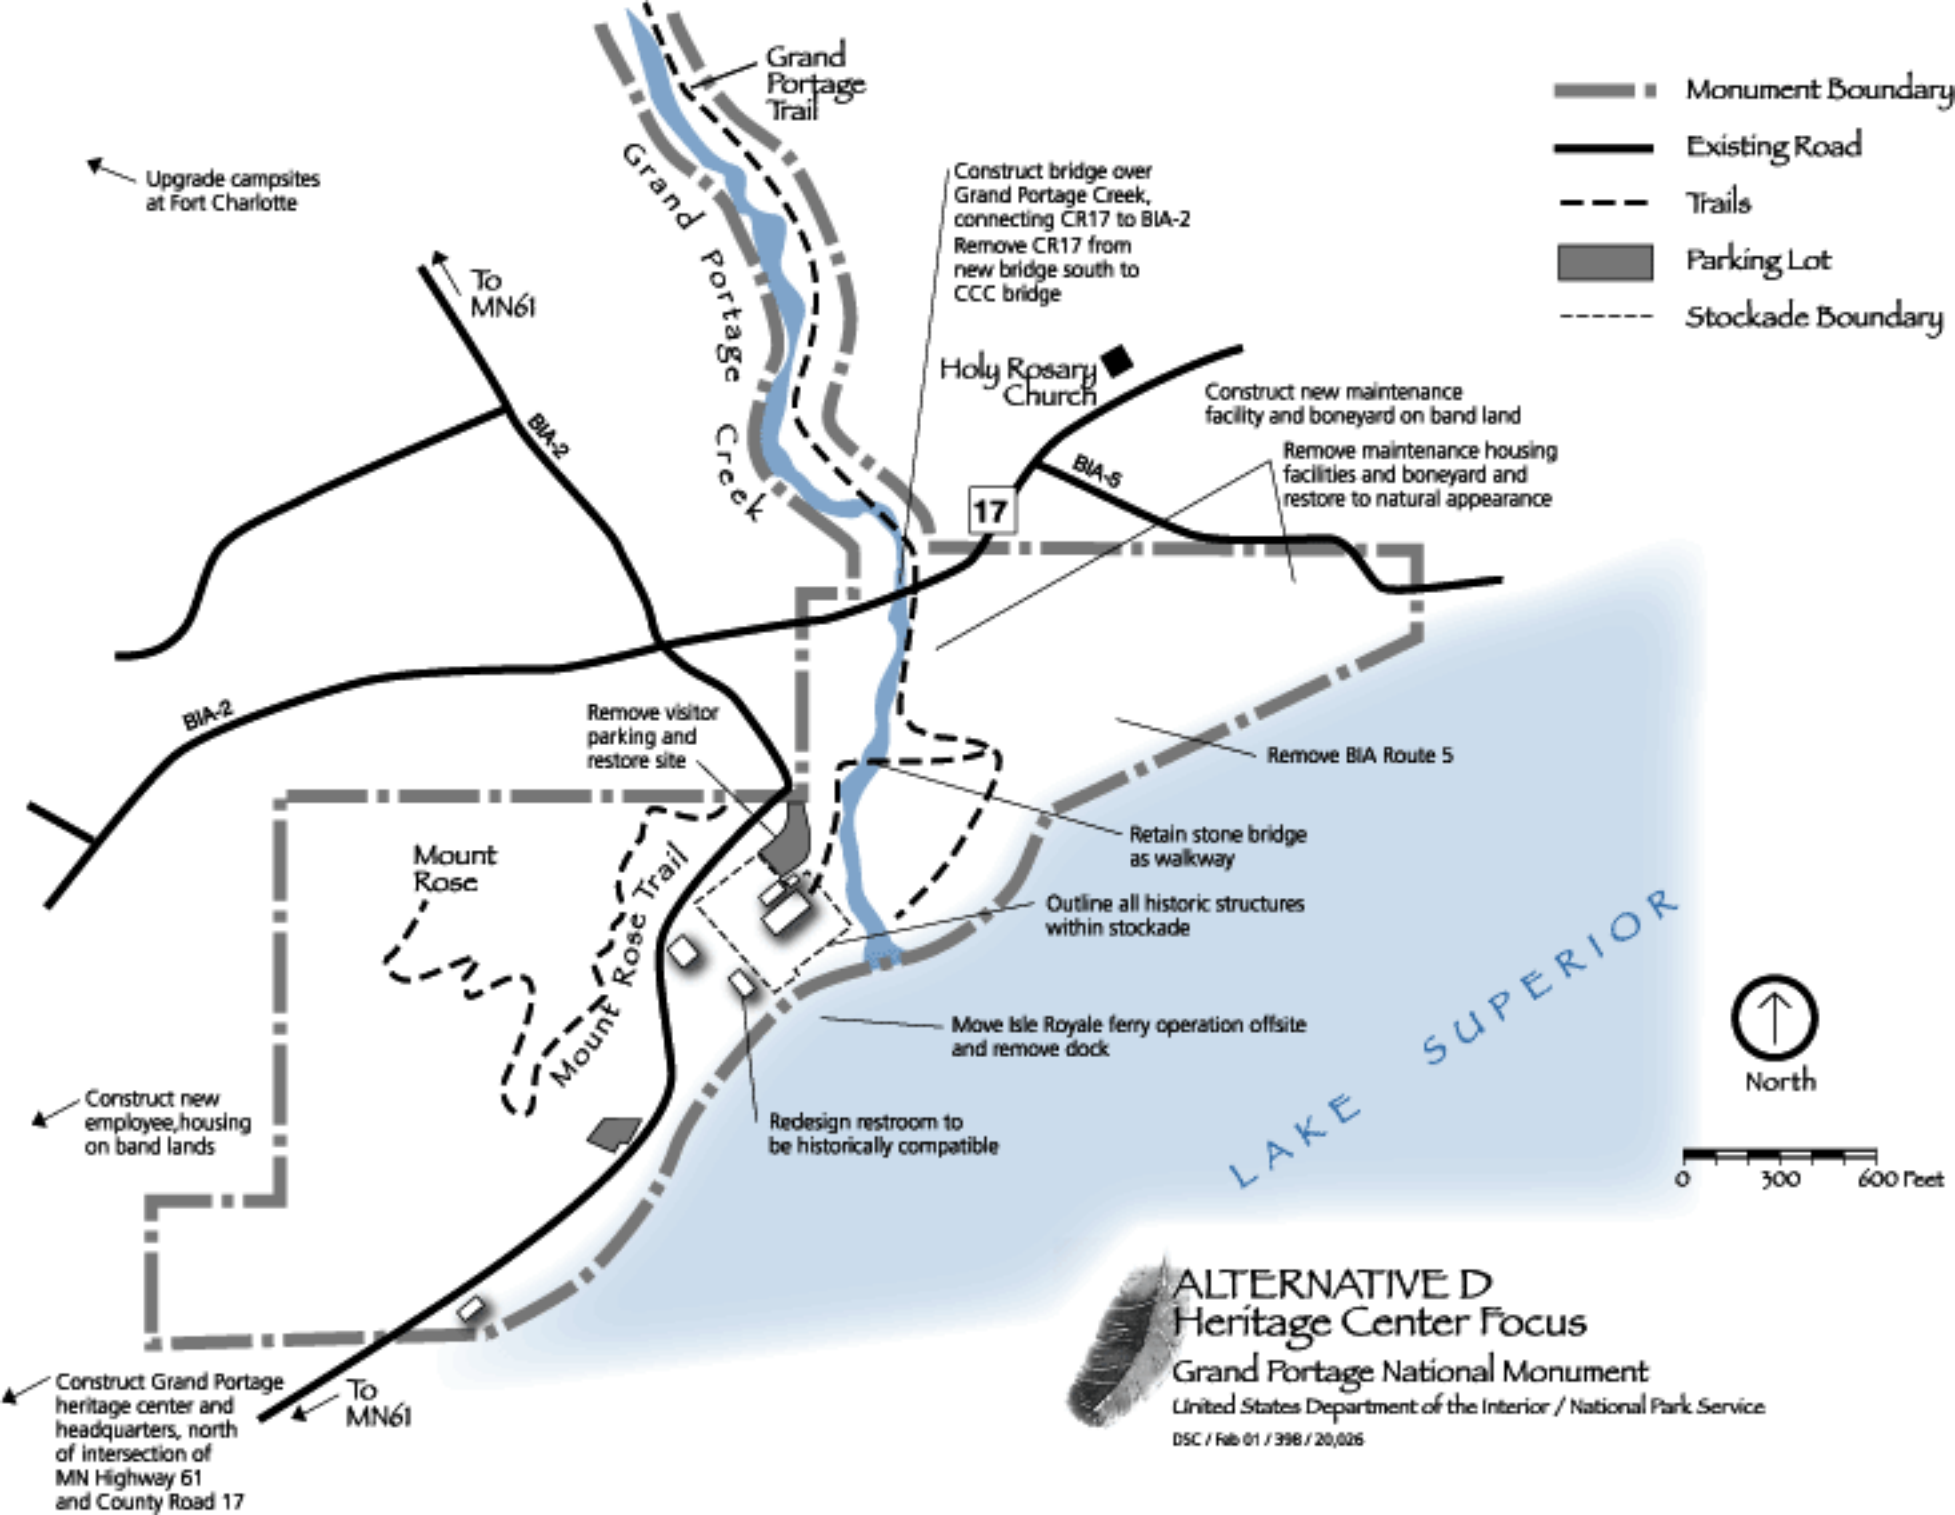 Grand
Portage
Trail
Monument Boundary
Existing Road
Trails
Parking Lot
Stockade Boundary
Upgrade campsites
at Fort Charlotte
Grand Portage Creek
Construct bridge over
Grand Portage Creek,
connecting CR17 to BIA-2
Remove CR17 from
new bridge south to
CCC bridge
To
MN61
Holy Rosary
Church
BIA-2
Construct new maintenance
facility and boneyard on band land
Remove maintenance housing
facilities and boneyard and
restore to natural appearance
BIA-5
17
BIA-2
Remove visitor
parking and
restore site
Remove BIA Route 5
Retain stone bridge
as walkway
Mount
Rose
Mount Rose Trail
Outline all historic structures
within stockade
LAKE SUPERIOR
Move Isle Royale ferry operation offsite
and remove dock
North
Construct new
employee,housing
on band lands
Redesign restroom to
be historically compatible
0 300 600 Feet
ALTERNATIVE D
Heritage Center Focus
Grand Portage National Monument
United States Department of the Interior / National Park Service
DSC / Feb 01 / 398 / 20,026
Construct Grand Portage
heritage center and
headquarters, north
of intersection of
MN Highway 61
and County Road 17
To
MN61